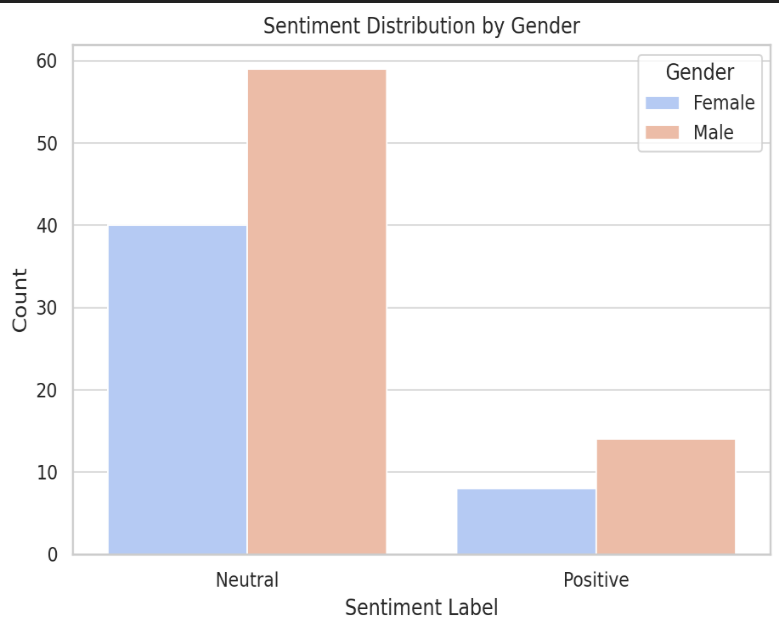 Sentiment Distribution by Gender
Gender
Female
Male
60
50
40
30
20
10
0
Count
Neutral
Positive
Sentiment Label